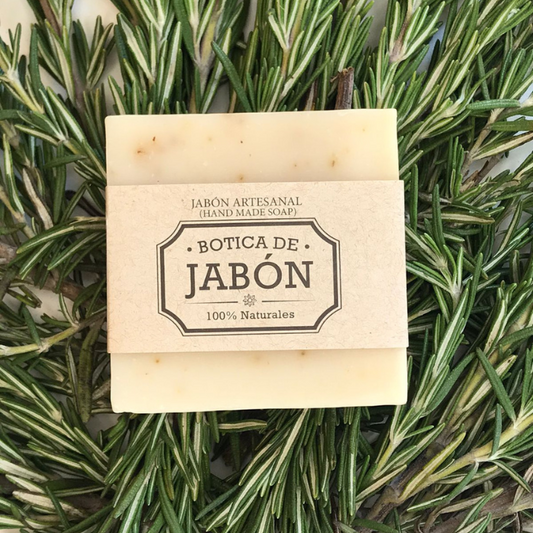 JABÓN ARTESANAL
(HAND MADE SOAP)
· BOTICA DE ·
JABÓN
100% Naturales